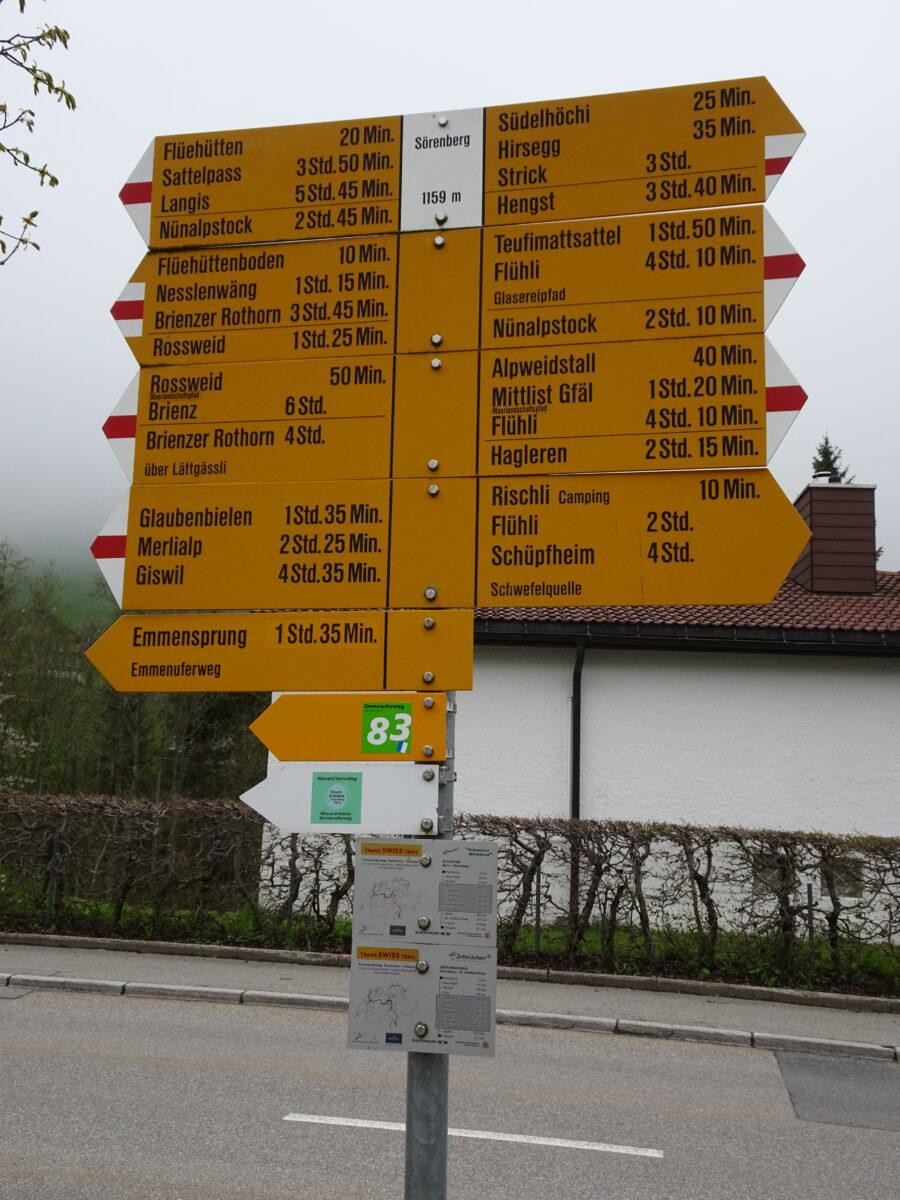 Sörenberg
1159 m
Flüehütten 20 Min.
Sattelpass 3 Std. 50 Min.
Langis 5 Std. 45 Min.
Nünalpstock 2 Std. 45 Min.
Flüehüttenboden 10 Min.
Nesslenwäng 1 Std. 15 Min.
Brienzer Rothorn 3 Std. 45 Min.
Rossweid 1 Std. 25 Min.
Rossweid 50 Min.
Moorlandschaftspfad
Brienz 6 Std.
Brienzer Rothorn 4 Std.
über Lättgässli
Glaubenbielen 1 Std. 35 Min.
Merlialp 2 Std. 25 Min.
Giswil 4 Std. 35 Min.
Emmensprung 1 Std. 35 Min.
Emmenuferweg
Südelhöchi 25 Min.
Hirsegg 35 Min.
Strick 3 Std.
Hengst 3 Std. 40 Min.
Teufimattsattel 1 Std. 50 Min.
Flühli 4 Std. 10 Min.
Glasereipfad
Nünalpstock 2 Std. 10 Min.
Alpweidstall 40 Min.
Mittlist Gfäl 1 Std. 20 Min.
Moorlandschaftspfad
Flühli 4 Std. 10 Min.
Hagleren 2 Std. 15 Min.
Rischli Camping 10 Min.
Flühli 2 Std.
Schüpfheim 4 Std.
Schwefelquelle
Emmenuferweg
83
TRANS SWISS TRAIL
TRANS SWISS TRAIL
Zentralschweiz